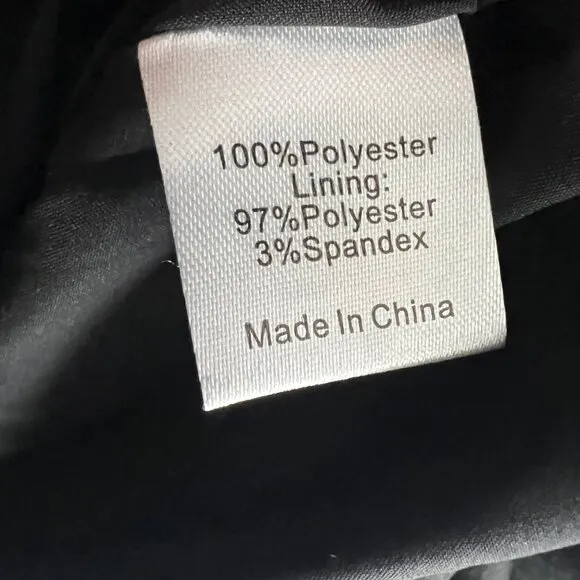 100%Polyester
Lining:
97%Polyester
3%Spandex
Made In China